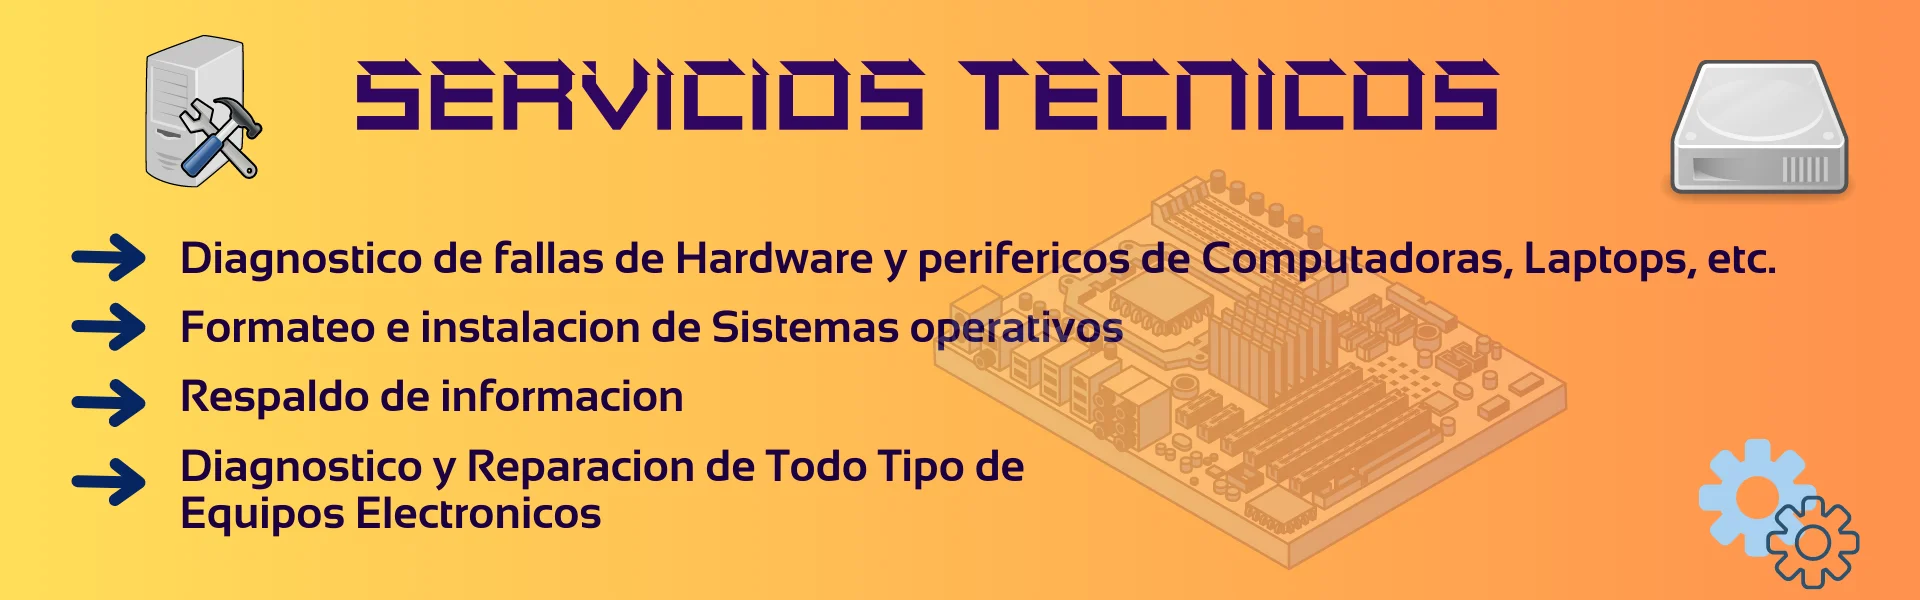 SERVICIOS TECNICOS
Diagnostico de fallas de Hardware y perifericos de Computadoras, Laptops, etc.
Formateo e instalacion de Sistemas operativos
Respaldo de informacion
Diagnostico y Reparacion de Todo Tipo de
Equipos Electronicos